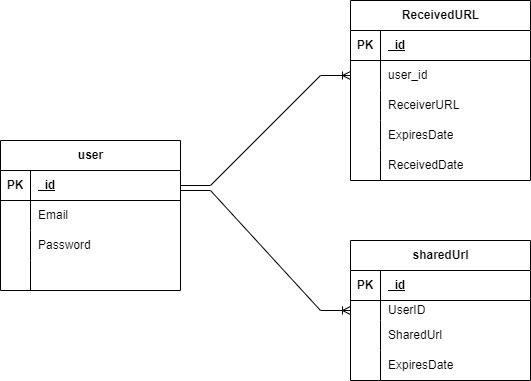 ReceivedURL
PK _id
user_id
ReceiverURL
ExpiresDate
ReceivedDate
user
PK _id
Email
Password
sharedUrl
PK _id
UserID
SharedUrl
ExpiresDate